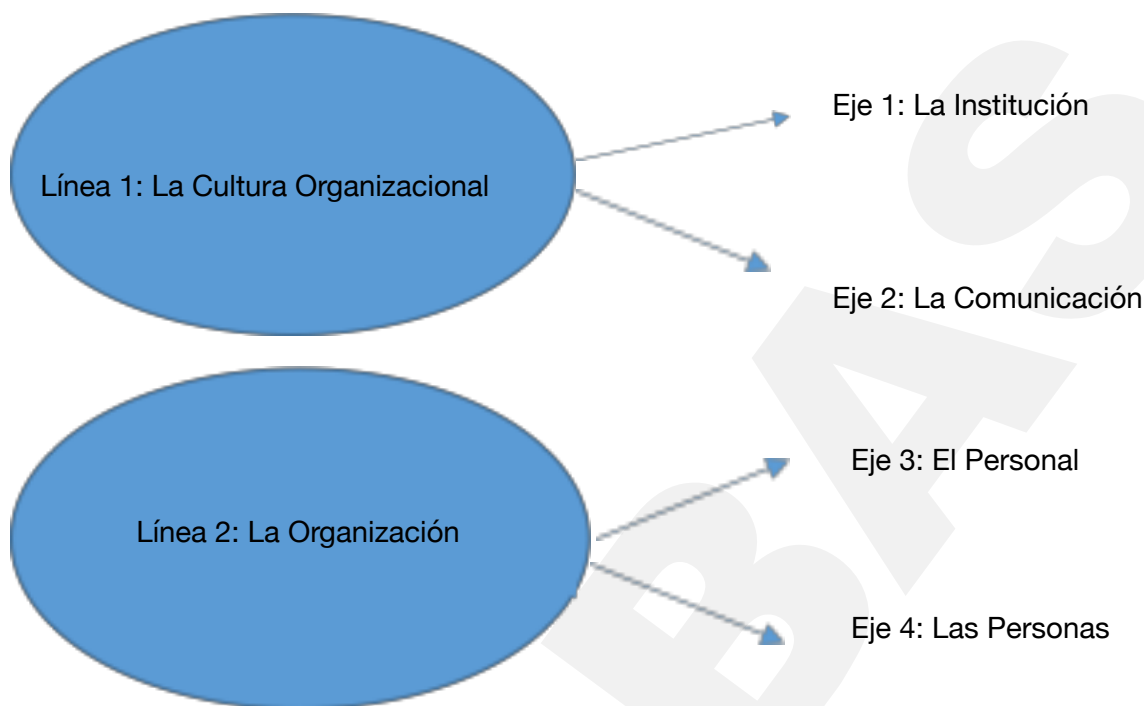 Eje 1: La Institución
Línea 1: La Cultura Organizacional
Eje 2: La Comunicación
Eje 3: El Personal
Línea 2: La Organización
Eje 4: Las Personas
BAS